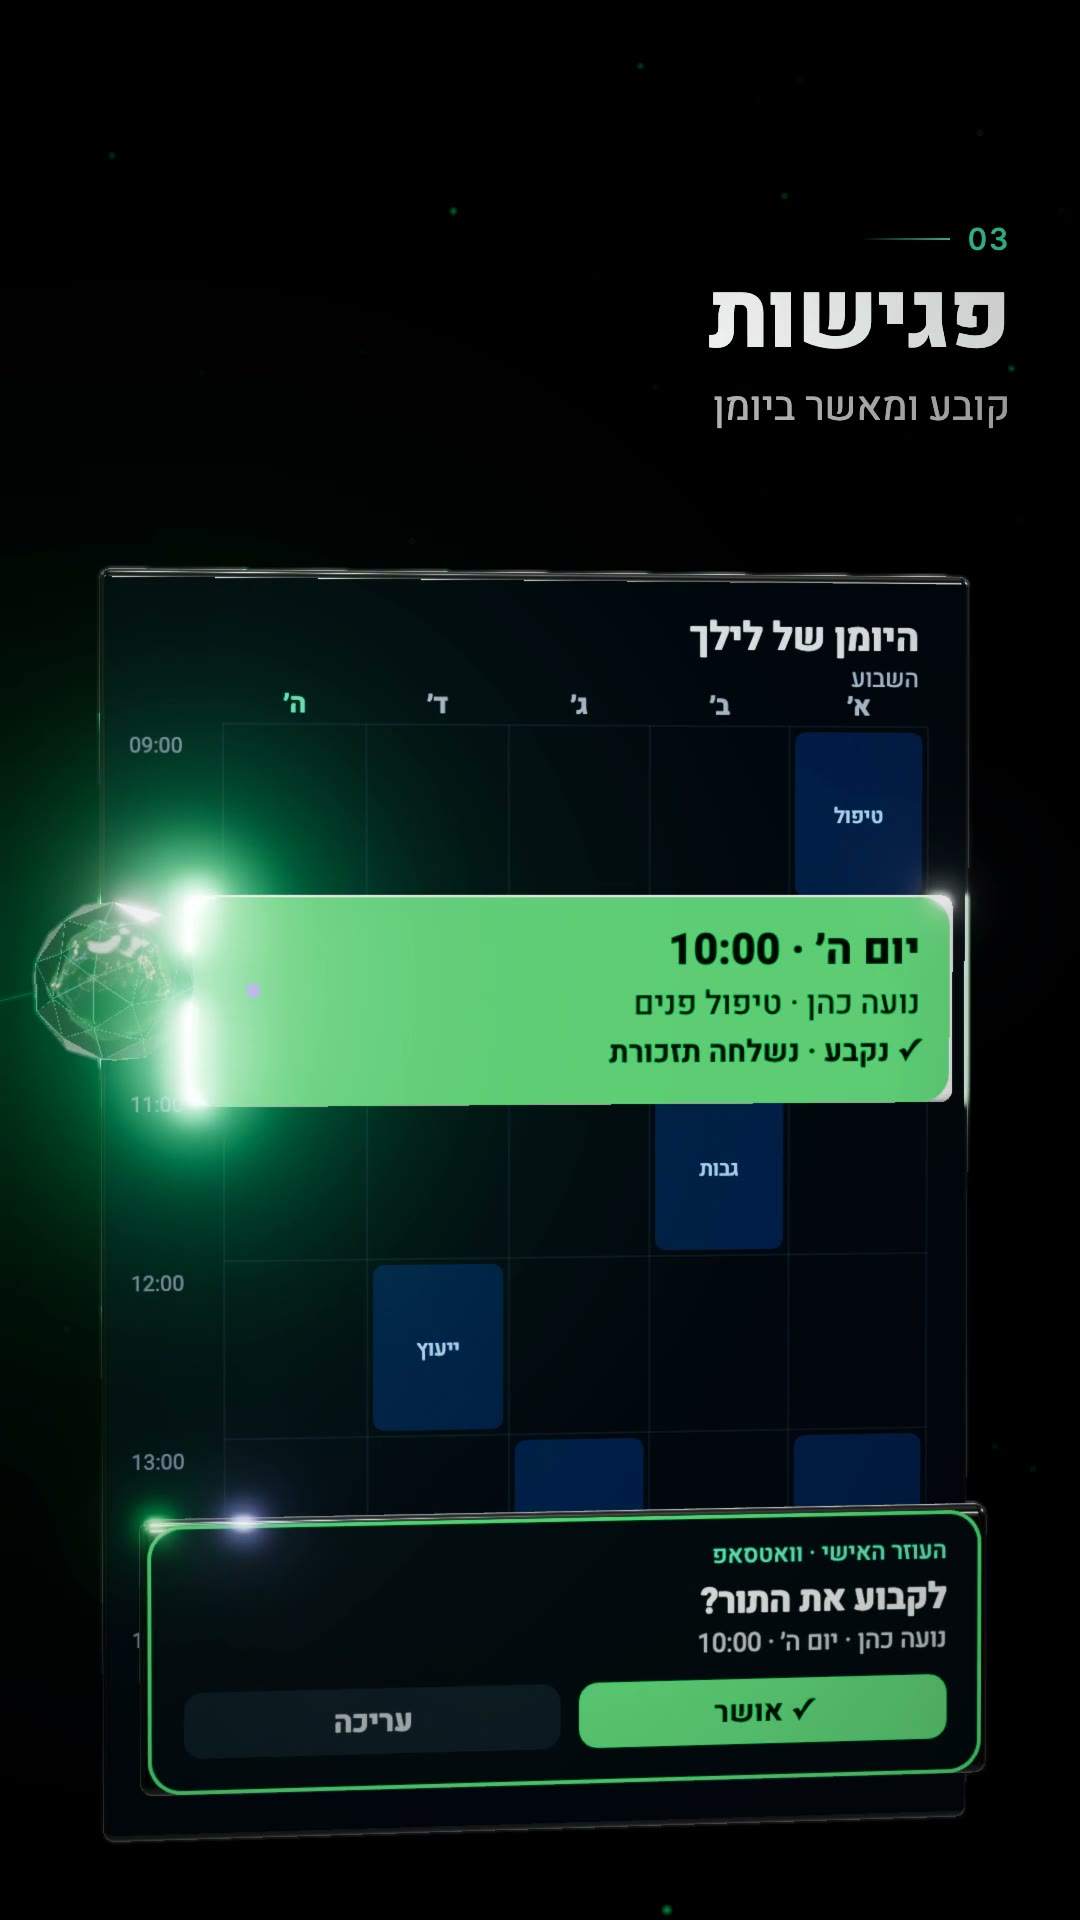 03
פגישות
קובע ומאשר ביומן
היומן של לילך
השבוע
א׳ ב׳ ג׳ ד׳ ה׳
09:00
טיפול
יום ה׳ · 10:00
נועה כהן · טיפול פנים
✓ נקבע · נשלחה תזכורת
11:00
גבות
12:00
ייעוץ
13:00
העוזר האישי · וואטסאפ
לקבוע את התור?
נועה כהן · יום ה׳ · 10:00
✓ אושר
עריכה